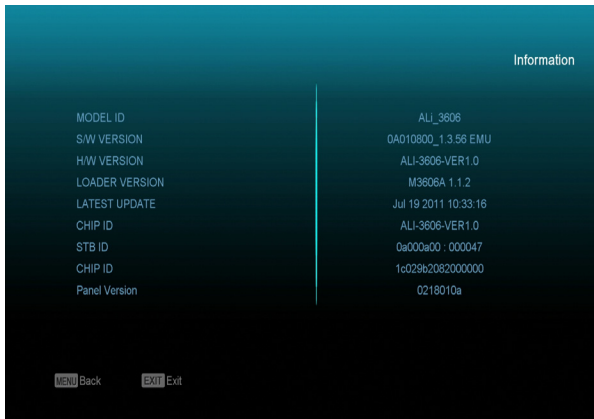 Information
MODEL ID ALi_3606
S/W VERSION 0A010800_1.3.56 EMU
H/W VERSION ALI-3606-VER1.0
LOADER VERSION M3606A 1.1.2
LATEST UPDATE Jul 19 2011 10:33:16
CHIP ID ALI-3606-VER1.0
STB ID 0a000a00 : 000047
CHIP ID 1c029b2082000000
Panel Version 0218010a
MENU Back EXIT Exit